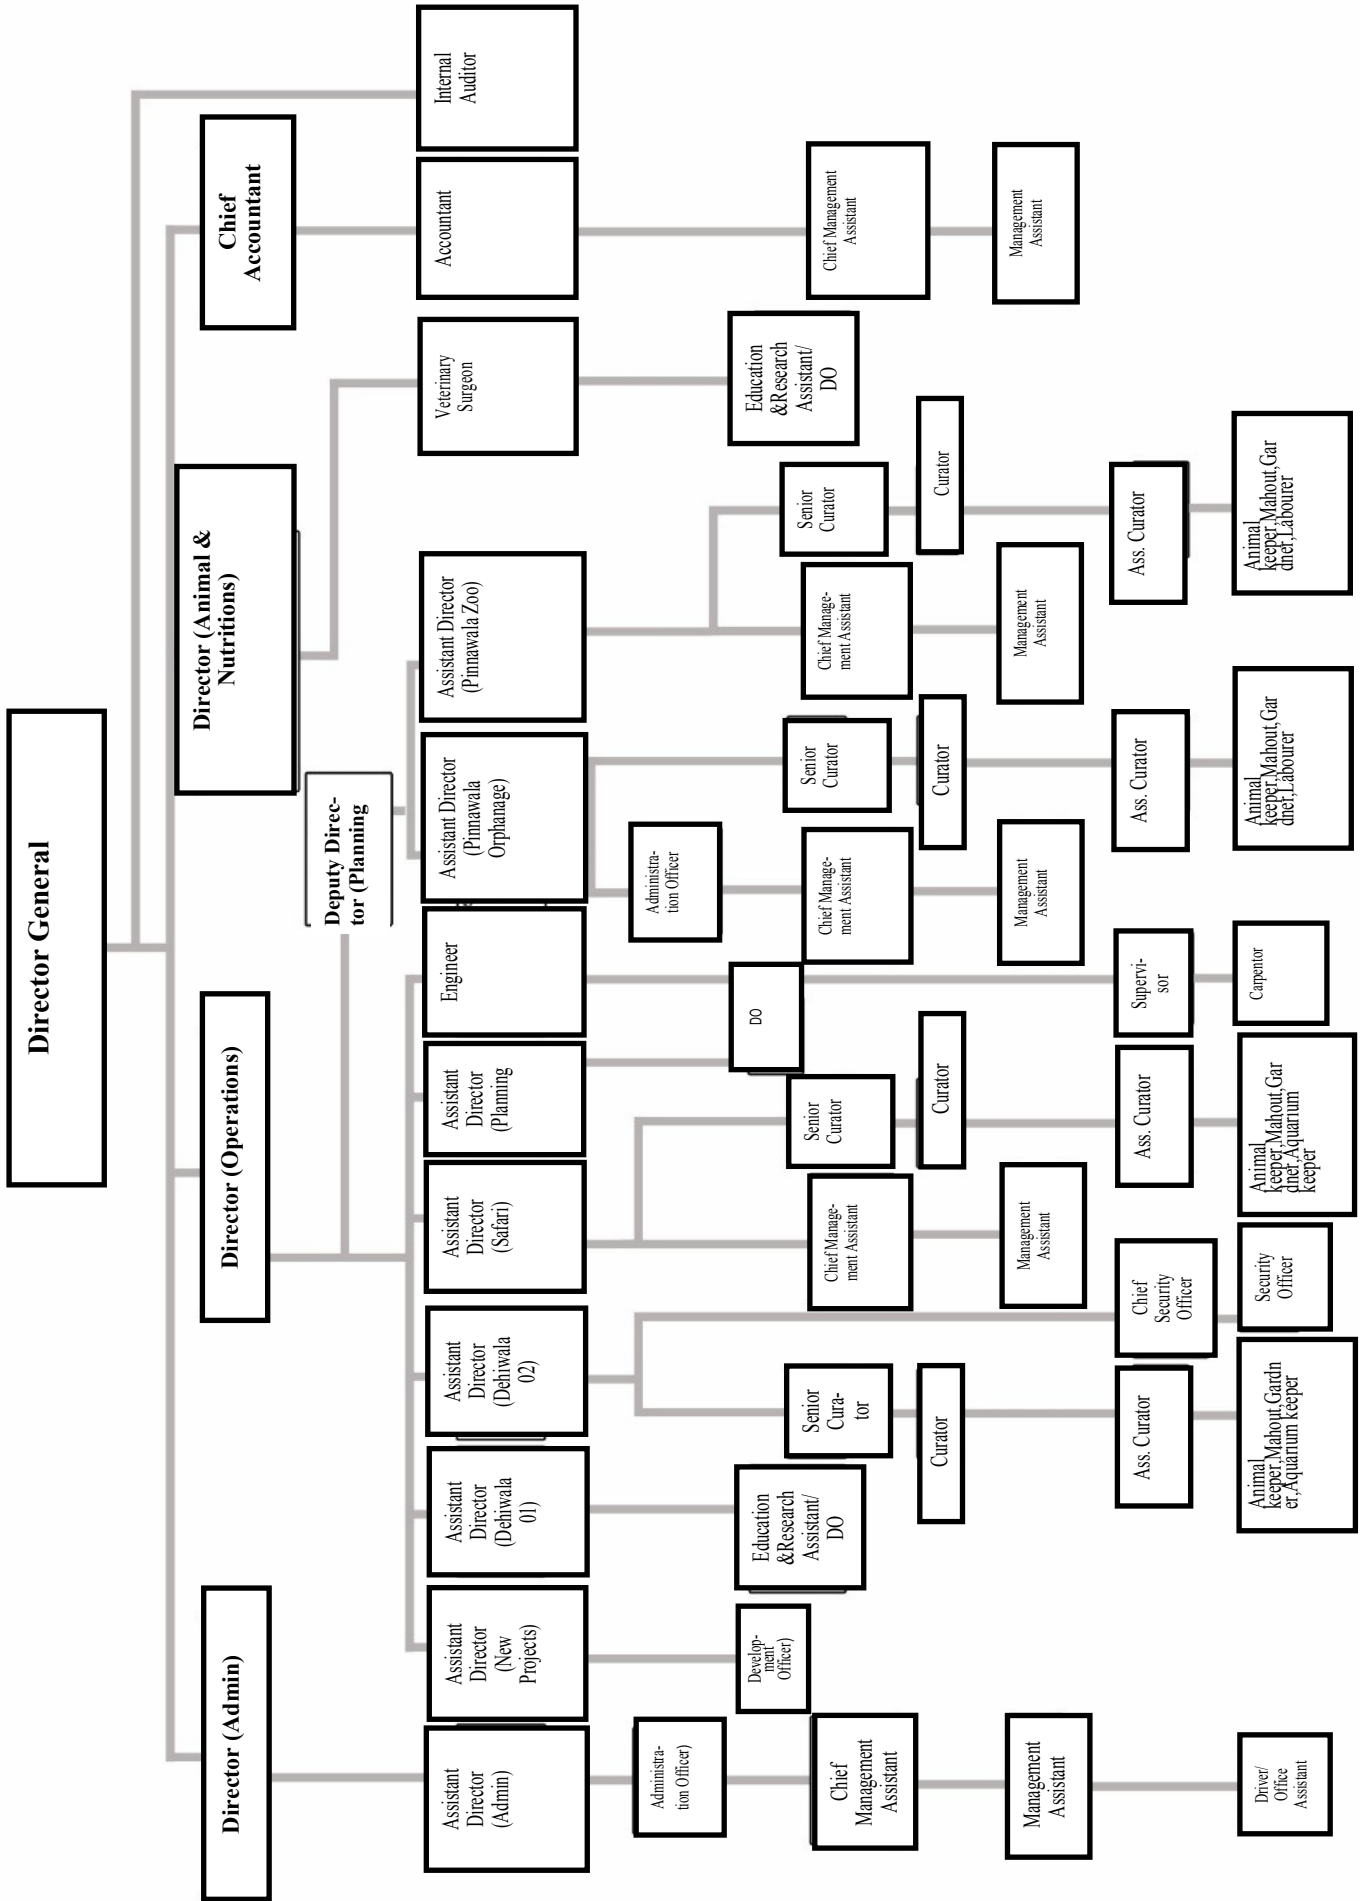 Director General
Director (Admin)
Director (Operations)
Director (Animal &
Nutritions)
Chief
Accountant
Deputy Direc-
tor (Planning
Assistant
Director
(Admin)
Assistant
Director
(New
Projects)
Assistant
Director
(Dehiwala
01)
Assistant
Director
(Dehiwala
02)
Assistant
Director
(Safari)
Assistant
Director
(Planning
Engineer
Assistant Director
(Pinnawala
Orphanage)
Assistant Director
(Pinnawala Zoo)
Veterinary
Surgeon
Accountant
Internal
Auditor
Administra-
tion Officer)
Administra-
tion Officer
Develop-
ment
Officer)
Education
&Research
Assistant/
DO
DO
Education
&Research
Assistant/
DO
Chief
Management
Assistant
Senior
Cura-
tor
Chief Manage-
ment Assistant
Senior
Curator
Chief Manage-
ment Assistant
Senior
Curator
Chief Manage-
ment Assistant
Senior
Curator
Chief Management
Assistant
Curator
Curator
Curator
Curator
Management
Assistant
Management
Assistant
Management
Assistant
Management
Assistant
Management
Assistant
Ass. Curator
Chief
Security
Officer
Ass. Curator
Supervi-
sor
Ass. Curator
Ass. Curator
Driver/
Office
Assistant
Animal
keeper,Mahout,Gardn
er,Aquarium keeper
Security
Officer
Animal
keeper,Mahout,Gar
dner,Aquarium
keeper
Carpentor
Animal
keeper,Mahout,Gar
dner,Labourer
Animal
keeper,Mahout,Gar
dner,Labourer